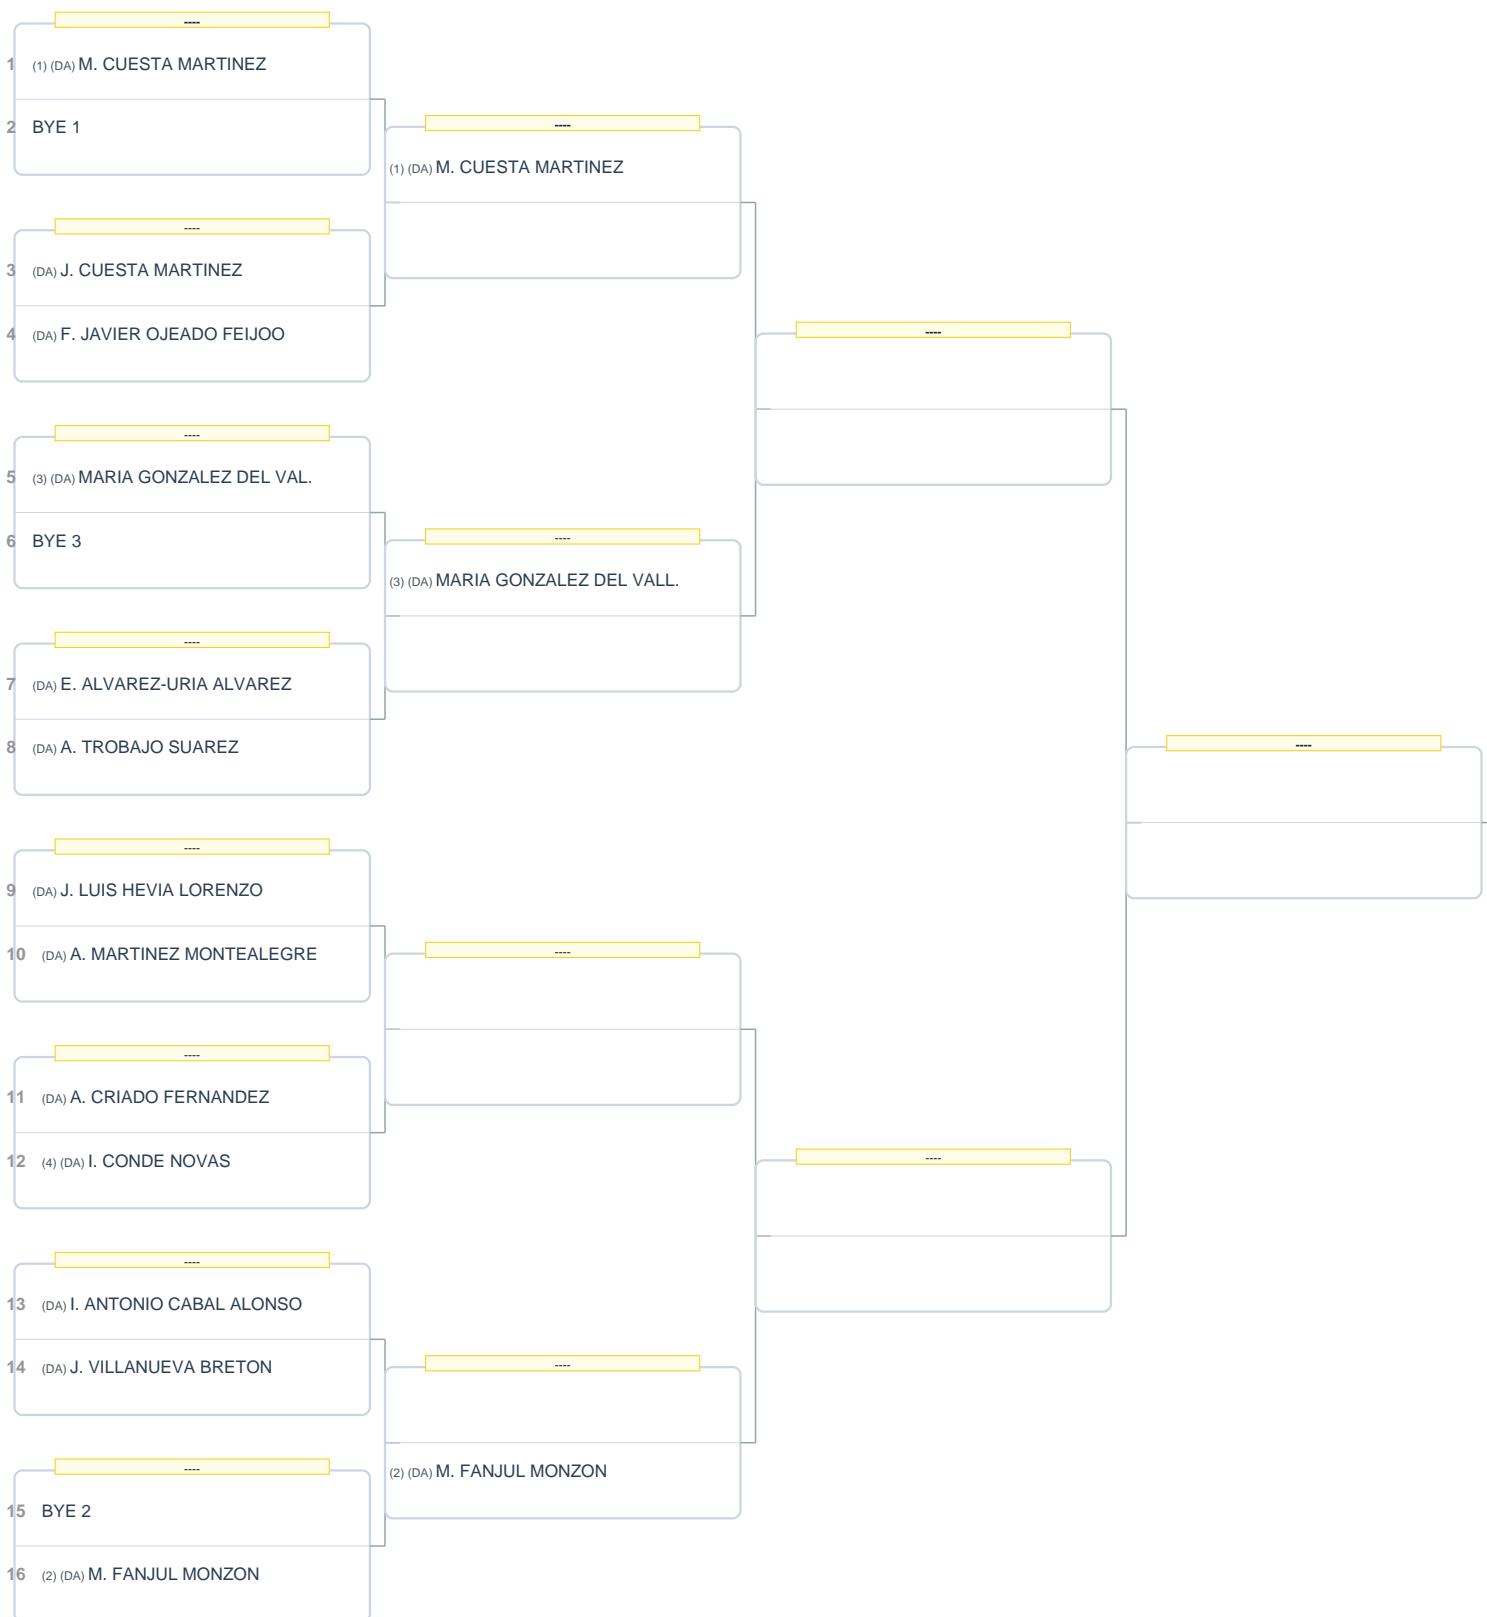 ----
1 (1) (DA) M. CUESTA MARTINEZ
2 BYE 1
----
(1) (DA) M. CUESTA MARTINEZ
----
3 (DA) J. CUESTA MARTINEZ
4 (DA) F. JAVIER OJEADO FEIJOO
----
----
5 (3) (DA) MARIA GONZALEZ DEL VAL.
6 BYE 3
----
(3) (DA) MARIA GONZALEZ DEL VALL.
----
7 (DA) E. ALVAREZ-URIA ALVAREZ
8 (DA) A. TROBAJO SUAREZ
----
----
9 (DA) J. LUIS HEVIA LORENZO
10 (DA) A. MARTINEZ MONTEALEGRE
----
----
11 (DA) A. CRIADO FERNANDEZ
12 (4) (DA) I. CONDE NOVAS
----
----
13 (DA) I. ANTONIO CABAL ALONSO
14 (DA) J. VILLANUEVA BRETON
----
----
(2) (DA) M. FANJUL MONZON
15 BYE 2
16 (2) (DA) M. FANJUL MONZON